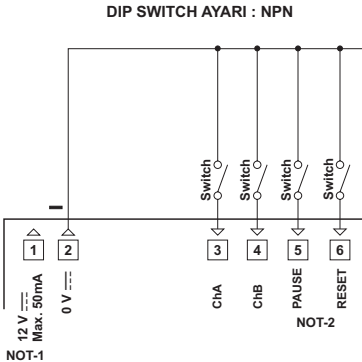 DIP SWITCH AYARI : NPN
Switch Switch Switch Switch
1 2 3 4 5 6
12 V
Max. 50mA
0 V
ChA
ChB
PAUSE
RESET
NOT-2
NOT-1